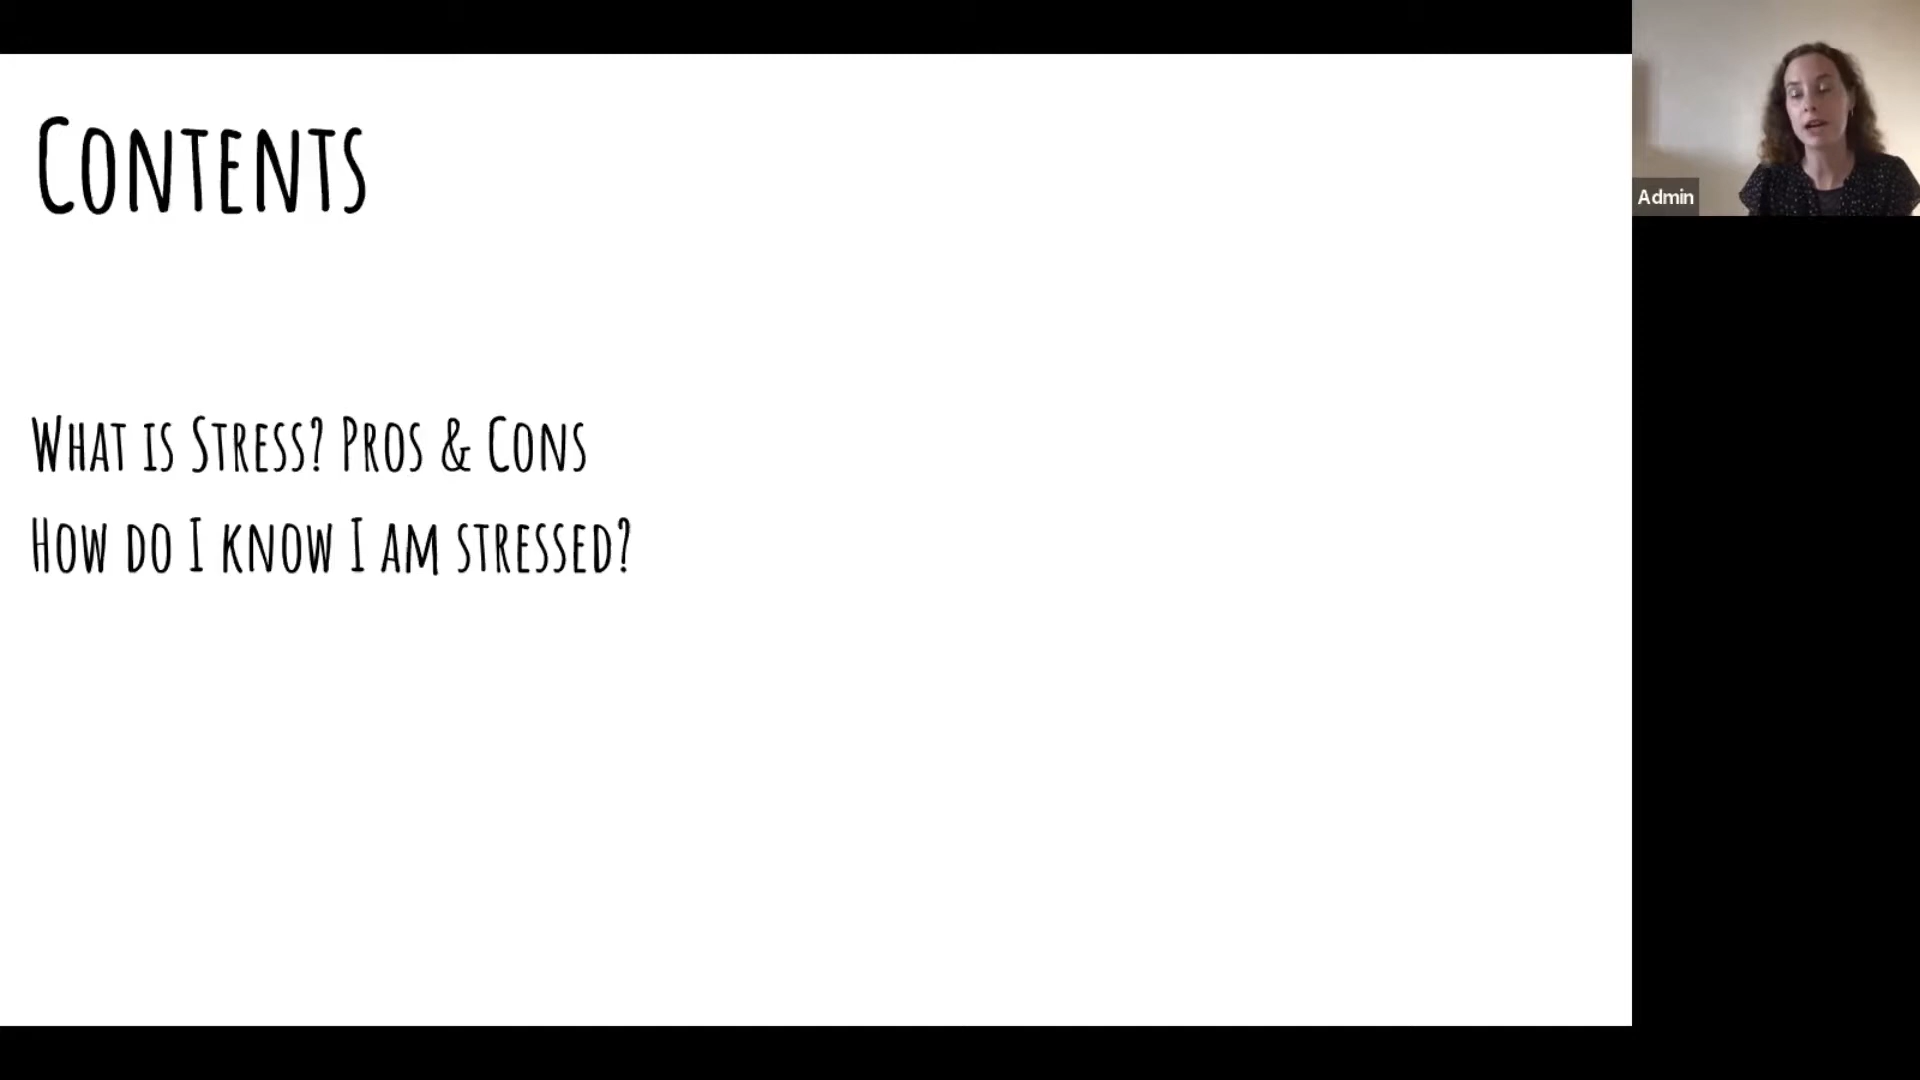 Contents
What is Stress? Pros & Cons
How do I know I am stressed?
Admin